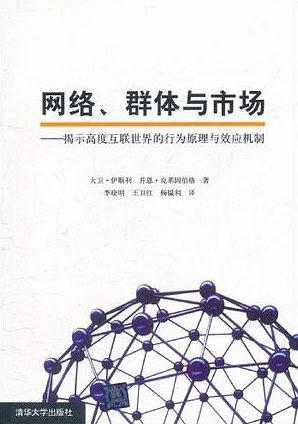 网络、群体与市场
——揭示高度互联世界的行为原理与效应机制
大卫·伊斯利 乔恩·克莱因伯格 著
李晓明 王卫红 杨韫利 译
清华大学出版社